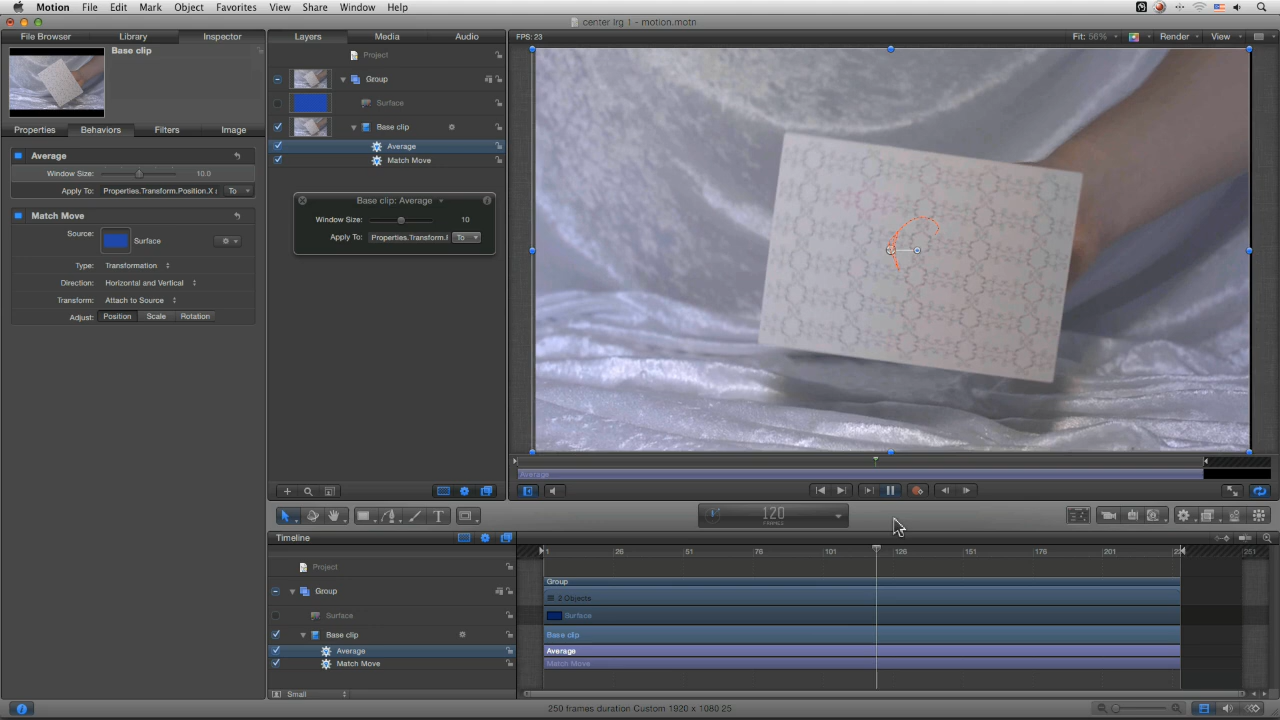 Motion File Edit Mark Object Favorites View Share Window Help
center lrg 1 - motion.motn
File Browser Library Inspector
Layers Media Audio
FPS: 23
Fit: 56% Render View
Base clip
Properties Behaviors Filters Image
Average
Window Size: 10.0
Apply To: Properties.Transform.Position.X To
Match Move
Source: Surface
Type: Transformation
Direction: Horizontal and Vertical
Transform: Attach to Source
Adjust: Position Scale Rotation
Project
Group
Surface
Base clip
Average
Match Move
Base clip: Average
Window Size: 10
Apply To: Properties.Transform. To
Average
120
FRAMES
Timeline
1 26 51 76 101 126 151 176 201 251
Project
Group
Surface
Base clip
Average
Match Move
Group
2 Objects
Surface
Base clip
Average
Match Move
Small
250 frames duration Custom 1920 x 1080 25